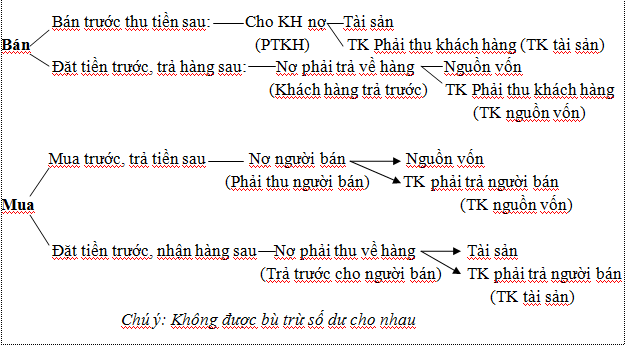 Bán trước thu tiền sau: Cho KH nợ Tài sản
Bán (PTKH) TK Phải thu khách hàng (TK tài sản)
Đặt tiền trước, trả hàng sau: Nợ phải trả về hàng Nguồn vốn
(Khách hàng trả trước) TK Phải thu khách hàng
(TK nguồn vốn)
Mua trước, trả tiền sau Nợ người bán Nguồn vốn
(Phải thu người bán) TK phải trả người bán
Mua (TK nguồn vốn)
Đặt tiền trước, nhận hàng sau Nợ phải thu về hàng Tài sản
(Trả trước cho người bán) TK phải trả người bán
(TK tài sản)
Chú ý: Không được bù trừ số dư cho nhau